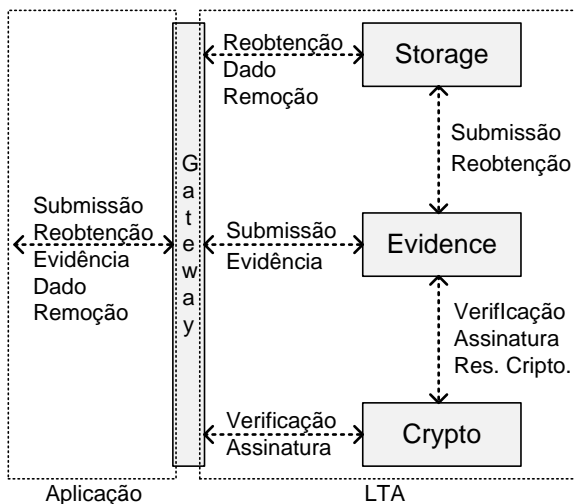 Reobtenção
Dado
Remoção
Storage
Submissão
Reobtenção
Gateway
Submissão
Reobtenção
Evidência
Dado
Remoção
Submissão
Evidência
Evidence
VerifIcação
Assinatura
Res. Cripto.
Verificação
Assinatura
Crypto
Aplicação
LTA